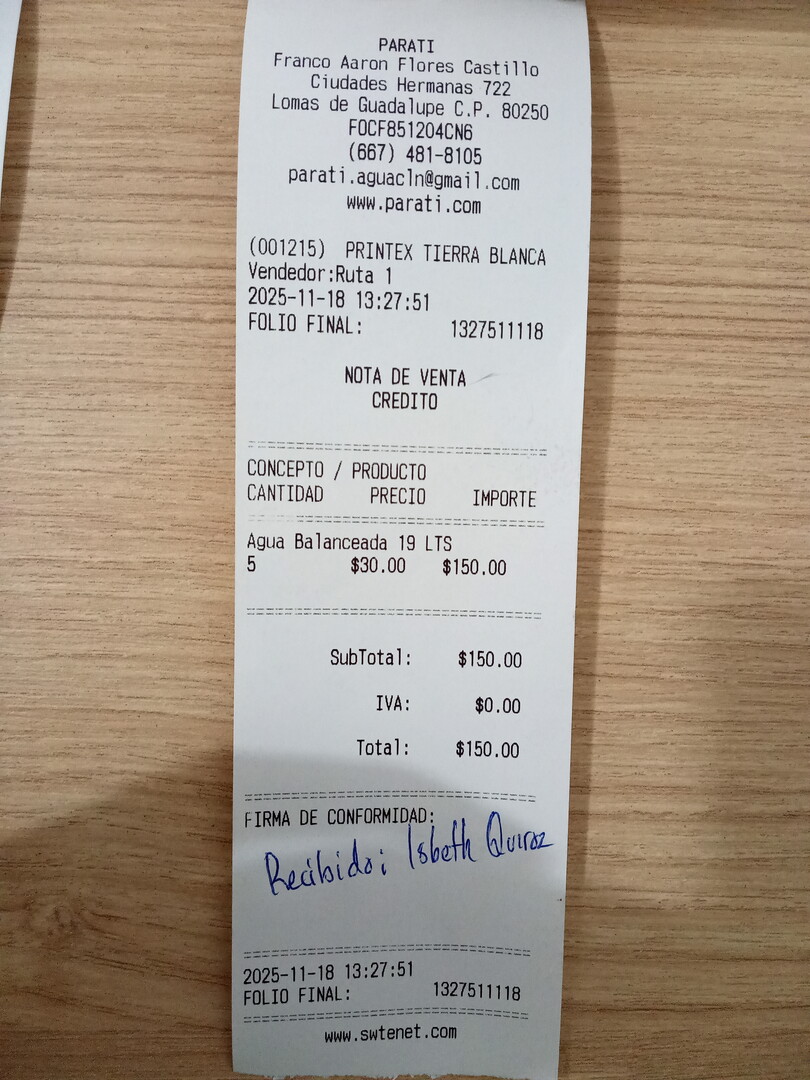 PARATI
Franco Aaron Flores Castillo
Ciudades Hermanas 722
Lomas de Guadalupe C.P. 80250
FOCF851204CN6
(667) 481-8105
parati.aguacln@gmail.com
www.parati.com
(001215) PRINTEX TIERRA BLANCA
Vendedor:Ruta 1
2025-11-18 13:27:51
FOLIO FINAL: 1327511118
NOTA DE VENTA
CREDITO
CONCEPTO / PRODUCTO
CANTIDAD PRECIO IMPORTE
Agua Balanceada 19 LTS
5 $30.00 $150.00
SubTotal: $150.00
IVA: $0.00
Total: $150.00
FIRMA DE CONFORMIDAD:
Recibido: Isbeth Quiroz
2025-11-18 13:27:51
FOLIO FINAL: 1327511118
www.swtenet.com